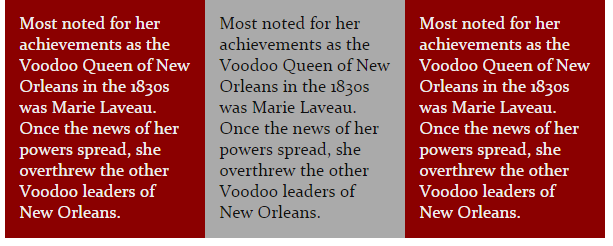 Most noted for her
achievements as the
Voodoo Queen of New
Orleans in the 1830s
was Marie Laveau.
Once the news of her
powers spread, she
overthrew the other
Voodoo leaders of
New Orleans.
Most noted for her
achievements as the
Voodoo Queen of New
Orleans in the 1830s
was Marie Laveau.
Once the news of her
powers spread, she
overthrew the other
Voodoo leaders of
New Orleans.
Most noted for her
achievements as the
Voodoo Queen of New
Orleans in the 1830s
was Marie Laveau.
Once the news of her
powers spread, she
overthrew the other
Voodoo leaders of
New Orleans.